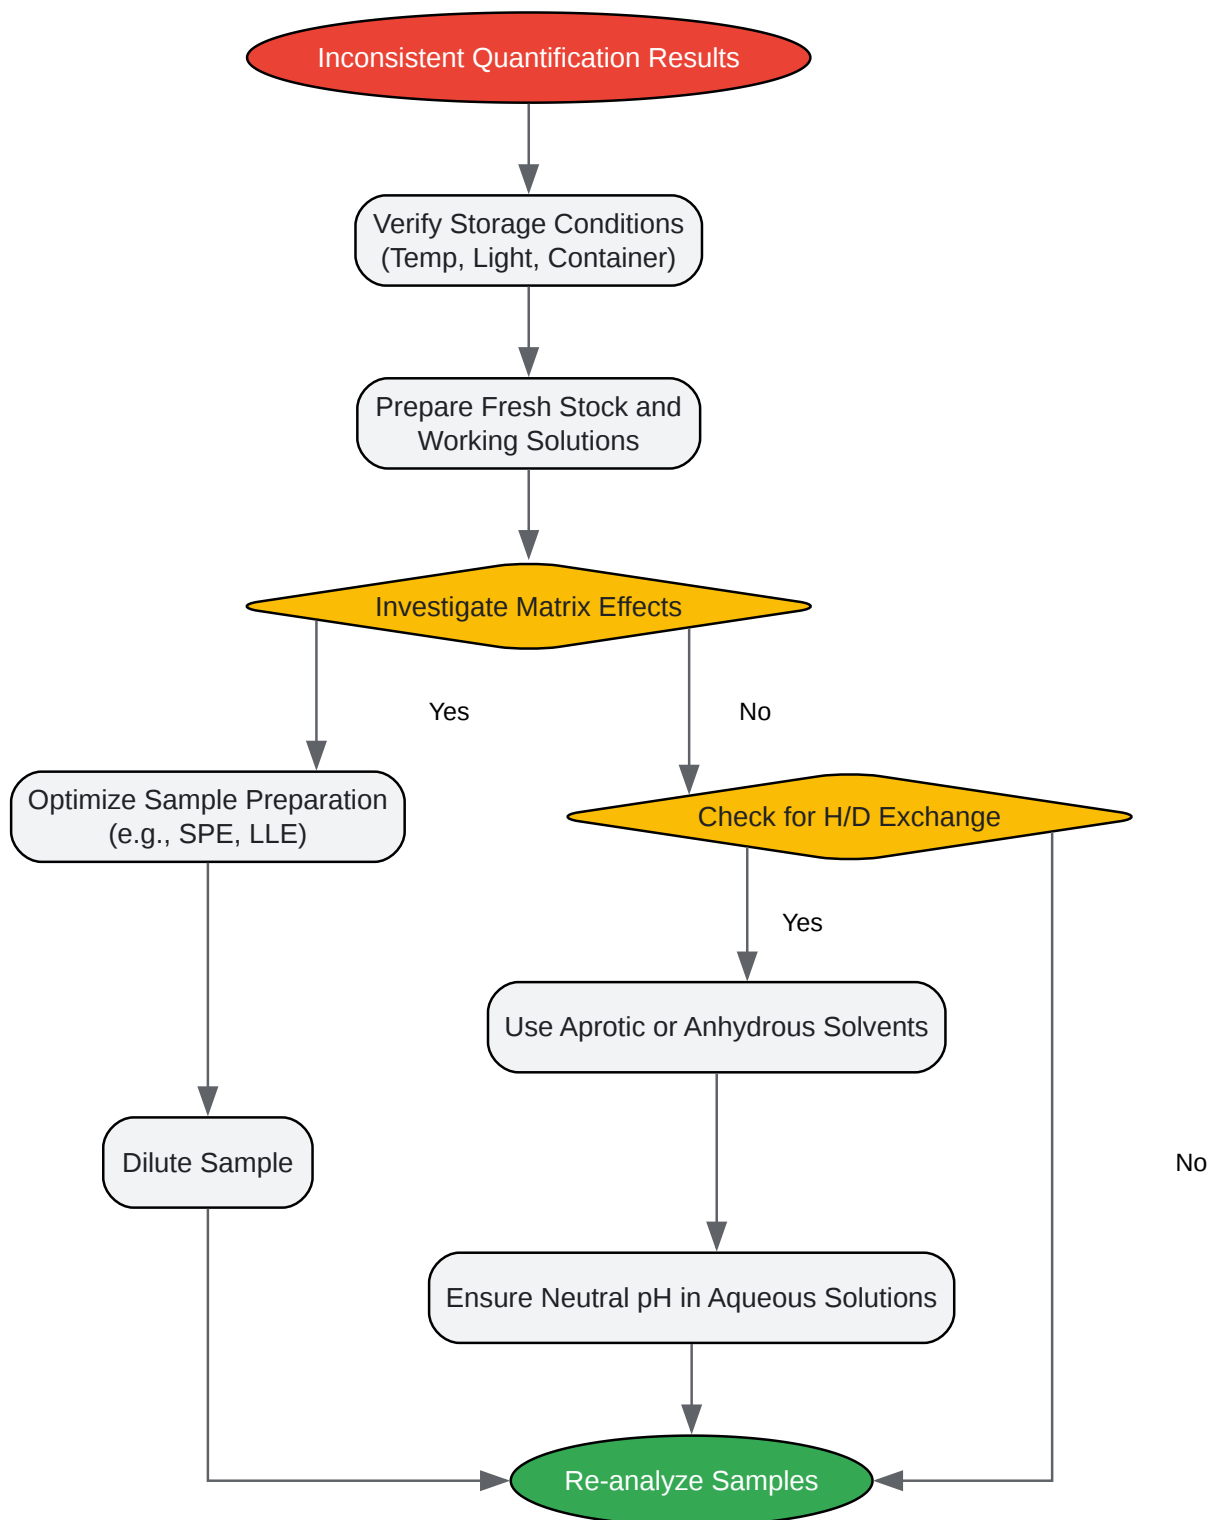 Inconsistent Quantification Results
Verify Storage Conditions
(Temp, Light, Container)
Prepare Fresh Stock and
Working Solutions
Investigate Matrix Effects
Yes
No
Optimize Sample Preparation
(e.g., SPE, LLE)
Check for H/D Exchange
Yes
Use Aprotic or Anhydrous Solvents
Dilute Sample
No
Ensure Neutral pH in Aqueous Solutions
Re-analyze Samples